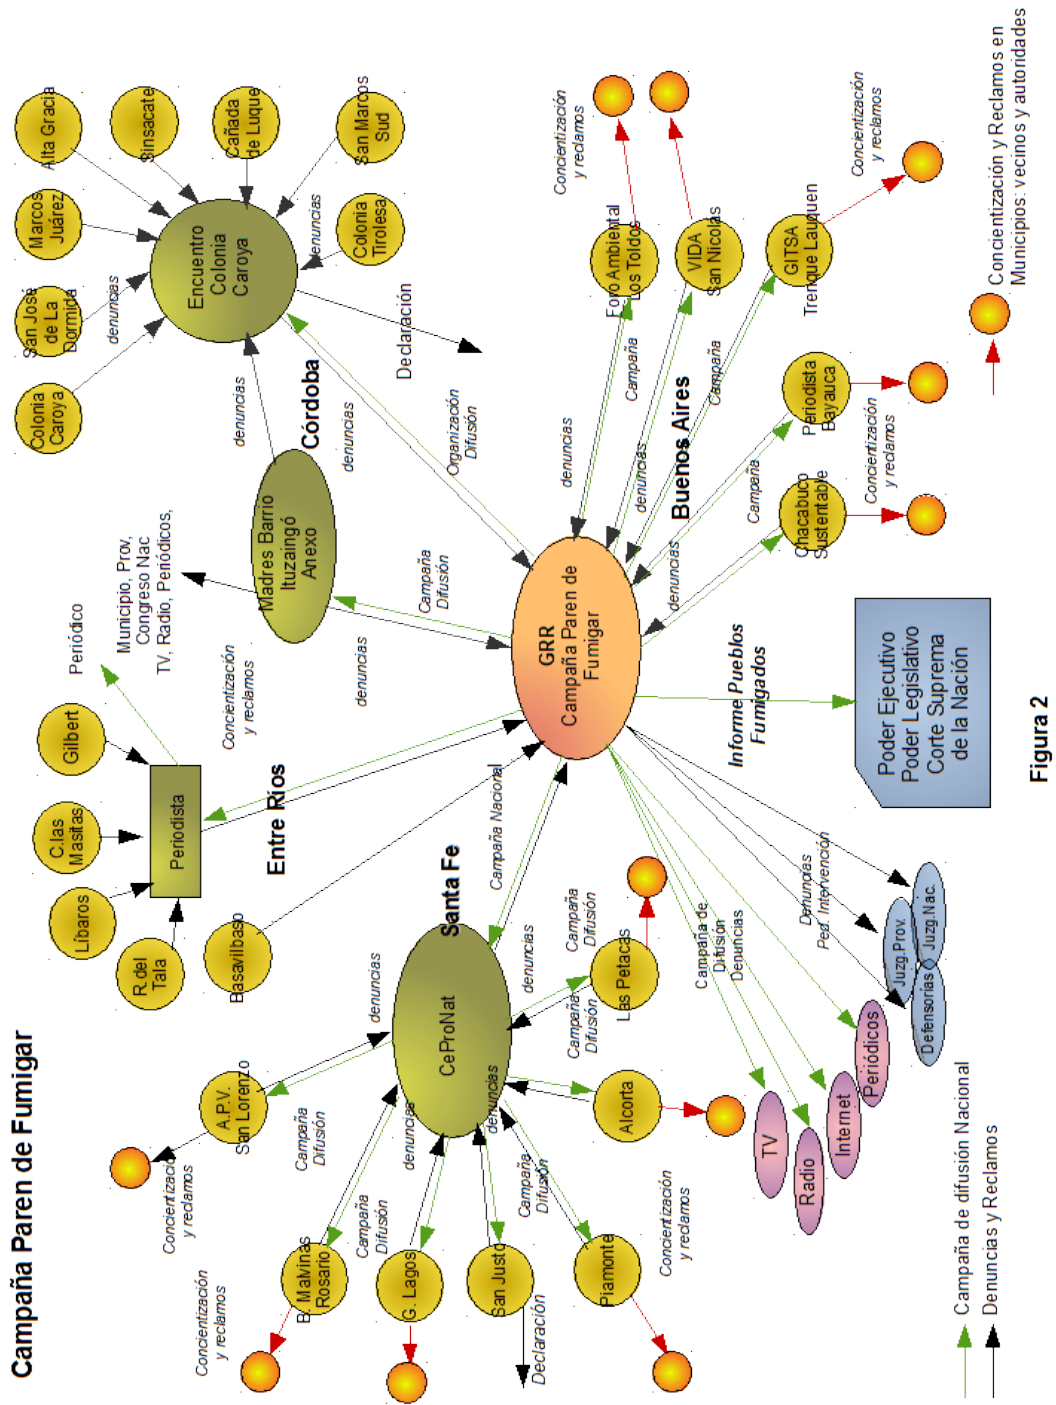 Campaña Paren de Fumigar
Alta Gracia
Sinsacate
Cañada
de Luque
San Marcos
Sud
Marcos
Juárez
Colonia
Tirolesa
San José
de La
Dormida
Colonia
Caroya
Encuentro
Colonia
Caroya
denuncias
denuncias
denuncias
Declaración
Córdoba
denuncias
Organización
Difusión
Madres Barrio
Ituzaingó
Anexo
Municipio, Prov,
Congreso Nac
TV, Radio, Periódicos,
Campaña
Difusión
denuncias
Concientización
y reclamos
Periódico
Gilbert
C.las
Masitas
Líbaros
R.del
Tala
Basavilbaso
Periodista
Entre Ríos
GRR
Campaña Paren de
Fumigar
Foro Ambiental
Los Toldos
VIDA
San Nicolas
GITSA
Trenque Lauquen
Periodista
Bayauca
Chacabuco
Sustentable
Concientización
y reclamos
Concientización
y reclamos
Concientización
y reclamos
denuncias
Campaña
denuncias
Campaña
Campaña
denuncias
Buenos Aires
Informe Pueblos
Fumigados
Poder Ejecutivo
Poder Legislativo
Corte Suprema
de la Nación
Campaña Nacional
denuncias
Santa Fe
CeProNat
A.P.V.
San Lorenzo
denuncias
Concientización
y reclamos
B. Malvinas
Rosario
Campaña
Difusión
Concientización
y reclamos
G. Lagos
denuncias
Campaña
Difusión
San Justo
Declaración
denuncias
Piamonte
Campaña
Difusión
Concientización
y reclamos
Alcorta
Las Petacas
Campaña
Difusión
Campaña
Difusión
Campaña de
Difusión
Denuncias
Denuncias
Ped. Intervención
TV
Radio
Internet
Periódicos
Juzg.Prov.
Juzg.Nac.
Defensorías
Campaña de difusión Nacional
Denuncias y Reclamos
Concientización y Reclamos en
Municipios: vecinos y autoridades
Figura 2